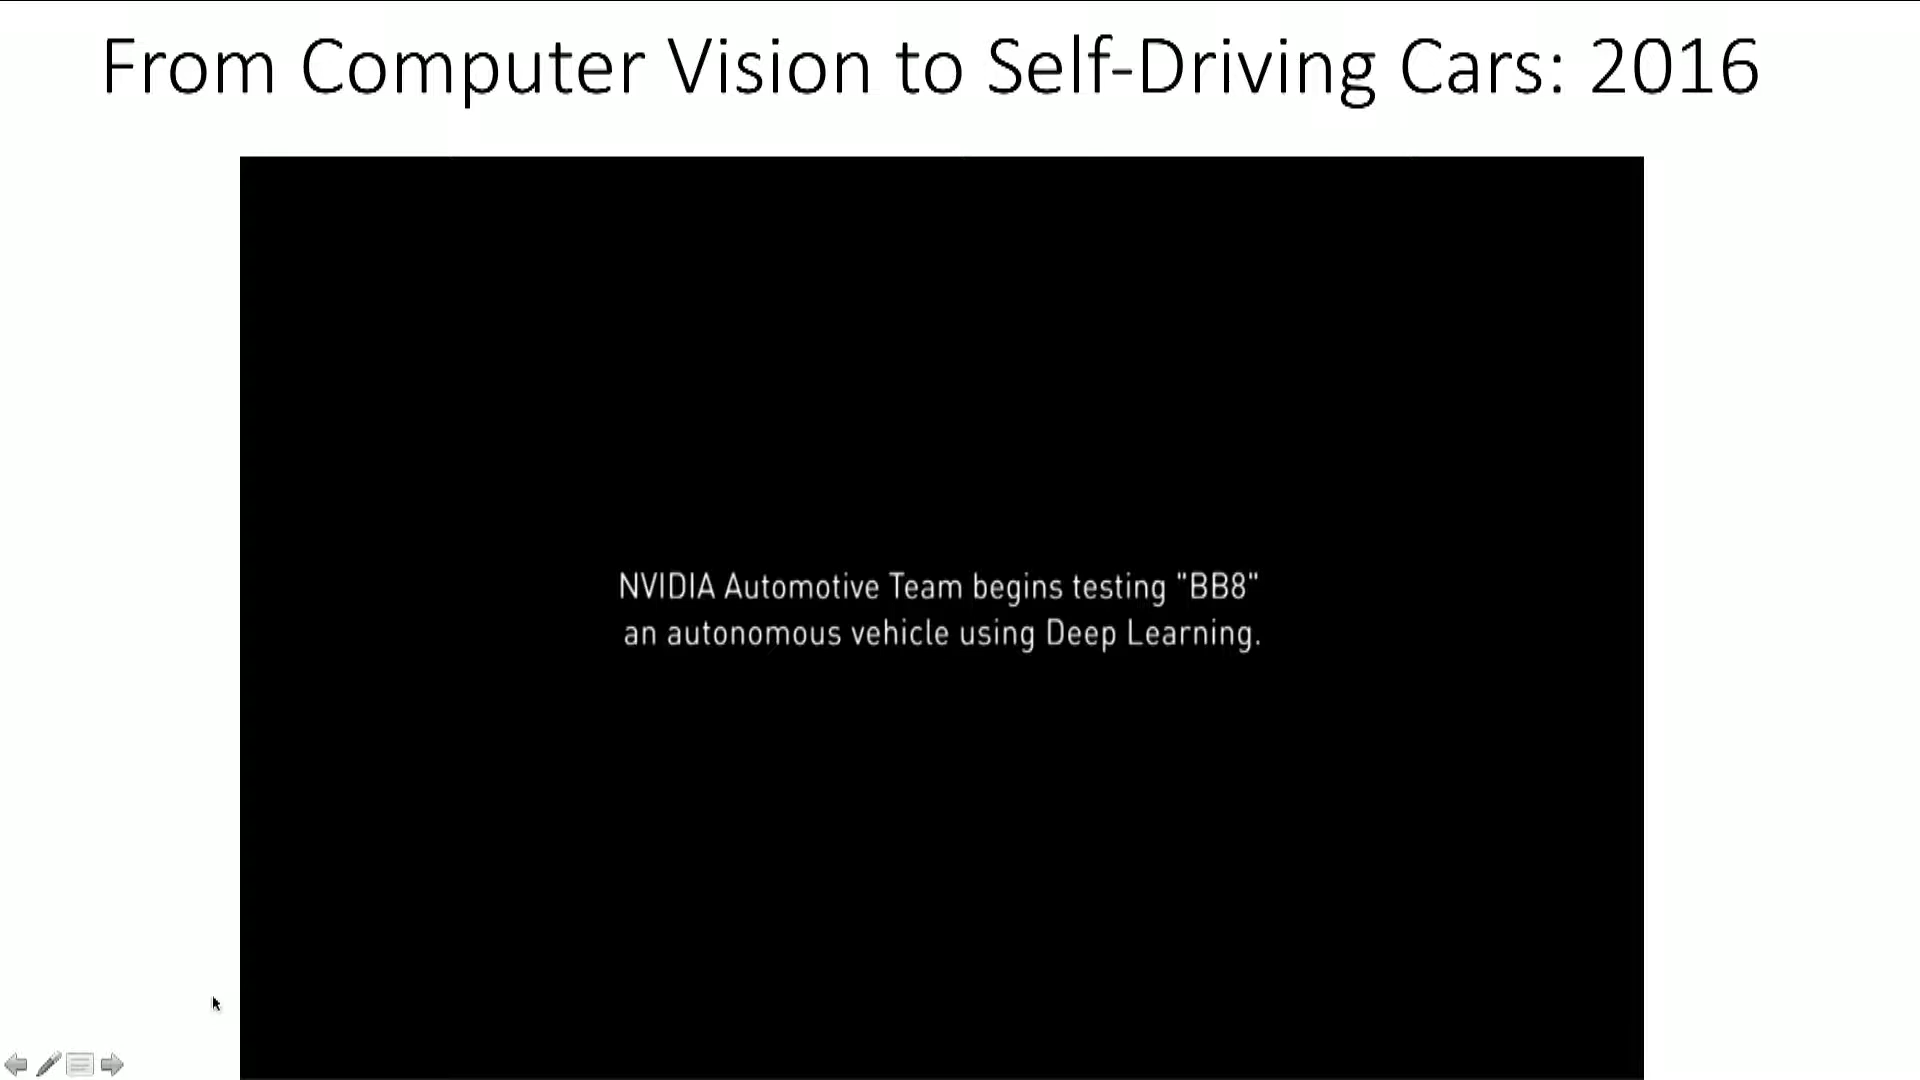 From Computer Vision to Self-Driving Cars: 2016
NVIDIA Automotive Team begins testing "BB8"
an autonomous vehicle using Deep Learning.